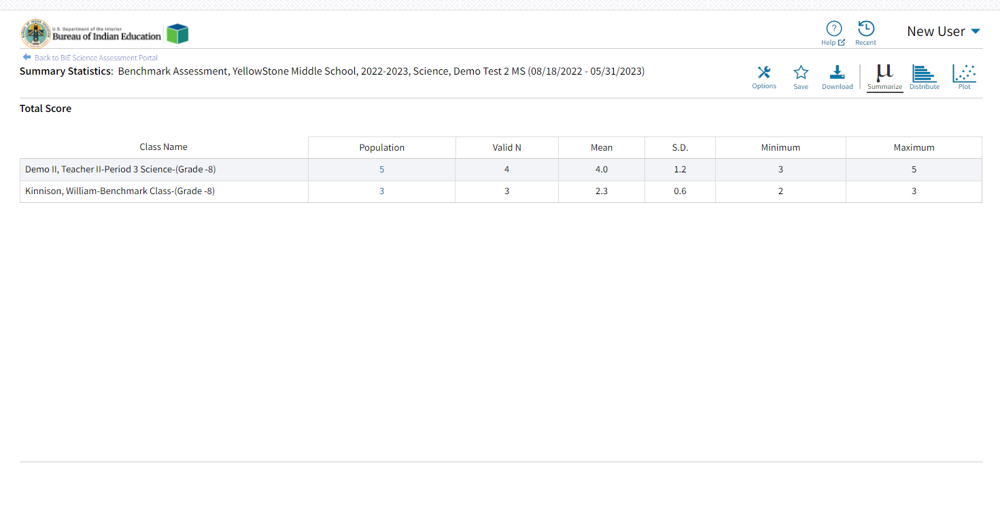 U.S. Department of the Interior
Bureau of Indian Education
? Help
Recent
New User
Back to BIE Science Assessment Portal
Summary Statistics: Benchmark Assessment, YellowStone Middle School, 2022-2023, Science, Demo Test 2 MS (08/18/2022 - 05/31/2023)
Options Save Download µ Summarize Distribute Plot
Total Score
Class Name Population Valid N Mean S.D. Minimum Maximum
Demo II, Teacher II-Period 3 Science-(Grade -8) 5 4 4.0 1.2 3 5
Kinnison, William-Benchmark Class-(Grade -8) 3 3 2.3 0.6 2 3